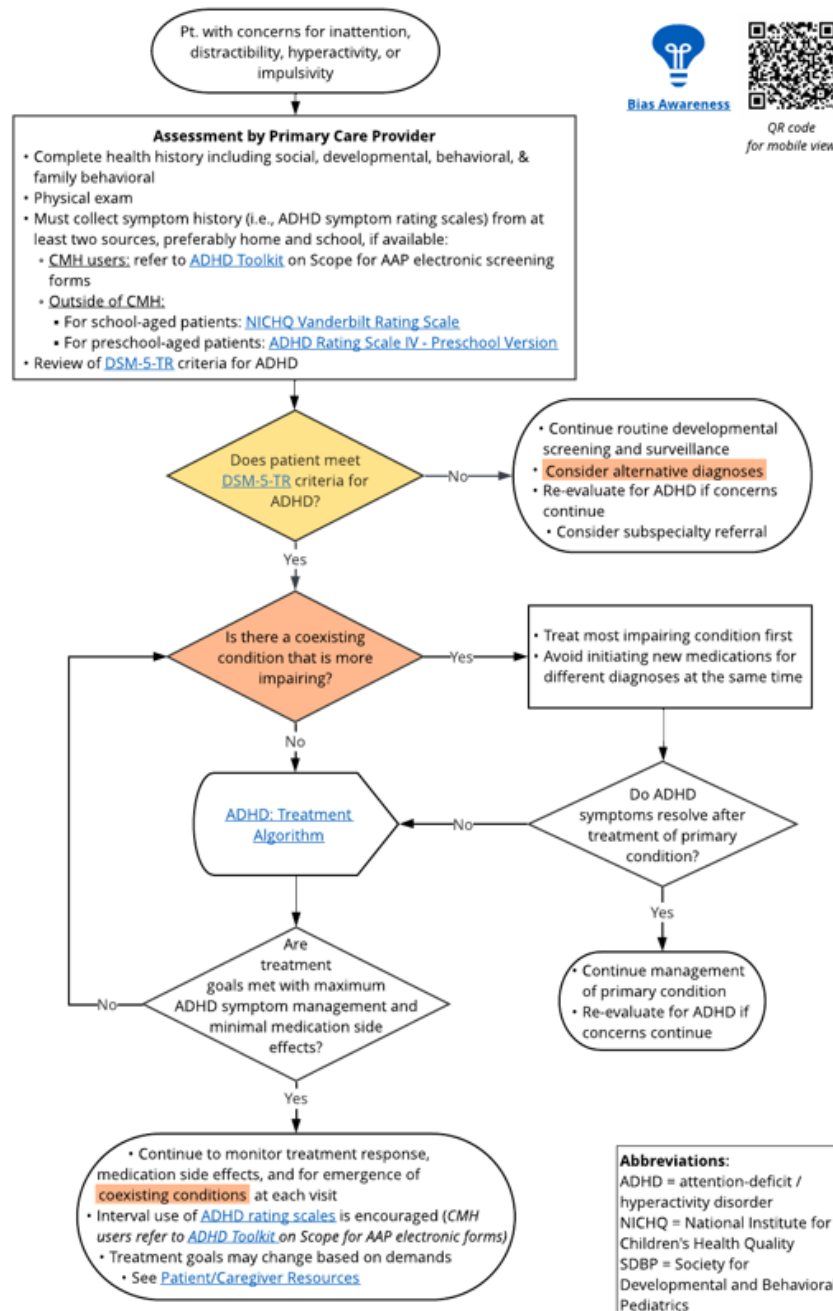 Pt. with concerns for inattention,
distractibility, hyperactivity, or
impulsivity
Bias Awareness
QR code
for mobile view
Assessment by Primary Care Provider
• Complete health history including social, developmental, behavioral, &
family behavioral
• Physical exam
• Must collect symptom history (i.e., ADHD symptom rating scales) from at
least two sources, preferably home and school, if available:
• CMH users: refer to ADHD Toolkit on Scope for AAP electronic screening
forms
• Outside of CMH:
▪ For school-aged patients: NICHQ Vanderbilt Rating Scale
▪ For preschool-aged patients: ADHD Rating Scale IV - Preschool Version
• Review of DSM-5-TR criteria for ADHD
Does patient meet
DSM-5-TR criteria for
ADHD?
No
• Continue routine developmental
screening and surveillance
• Consider alternative diagnoses
• Re-evaluate for ADHD if concerns
continue
• Consider subspecialty referral
Yes
Is there a coexisting
condition that is more
impairing?
Yes
• Treat most impairing condition first
• Avoid initiating new medications for
different diagnoses at the same time
No
ADHD: Treatment
Algorithm
No
Do ADHD
symptoms resolve after
treatment of primary
condition?
Yes
• Continue management
of primary condition
• Re-evaluate for ADHD if
concerns continue
Are
treatment
goals met with maximum
ADHD symptom management and
minimal medication side
effects?
No
Yes
• Continue to monitor treatment response,
medication side effects, and for emergence of
coexisting conditions at each visit
• Interval use of ADHD rating scales is encouraged (CMH
users refer to ADHD Toolkit on Scope for AAP electronic forms)
• Treatment goals may change based on demands
• See Patient/Caregiver Resources
Abbreviations:
ADHD = attention-deficit /
hyperactivity disorder
NICHQ = National Institute for
Children's Health Quality
SDBP = Society for
Developmental and Behavioral
Pediatrics